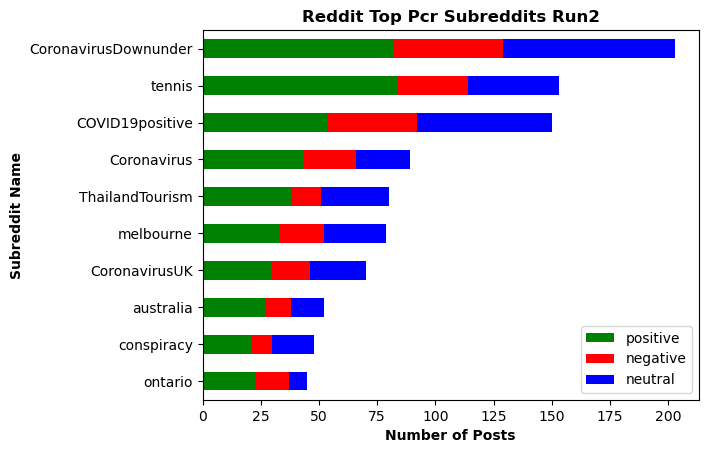 Reddit Top Pcr Subreddits Run2
CoronavirusDownunder
tennis
COVID19positive
Coronavirus
ThailandTourism
melbourne
CoronavirusUK
australia
conspiracy
ontario
Subreddit Name
positive
negative
neutral
0 25 50 75 100 125 150 175 200
Number of Posts